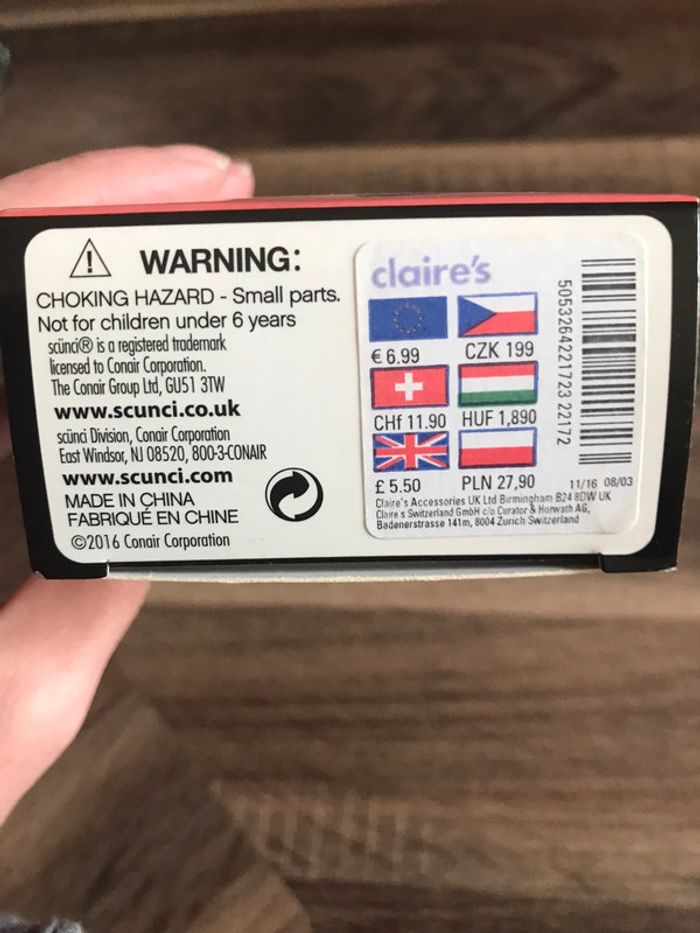 WARNING:
CHOKING HAZARD - Small parts.
Not for children under 6 years
scünci® is a registered trademark
licensed to Conair Corporation.
The Conair Group Ltd, GU51 3TW
www.scunci.co.uk
scünci Division, Conair Corporation
East Windsor, NJ 08520, 800-3-CONAIR
www.scunci.com
MADE IN CHINA
FABRIQUÉ EN CHINE
©2016 Conair Corporation
claire's
€ 6.99 CZK 199
CHf 11.90 HUF 1,890
£ 5.50 PLN 27,90
5053264221723 22172
11/16 08/03
Claire's Accessories UK Ltd Birmingham B24 8DW UK
Claire's Switzerland GmbH c/o Curator & Horwath AG,
Badenerstrasse 141m, 8004 Zurich Switzerland